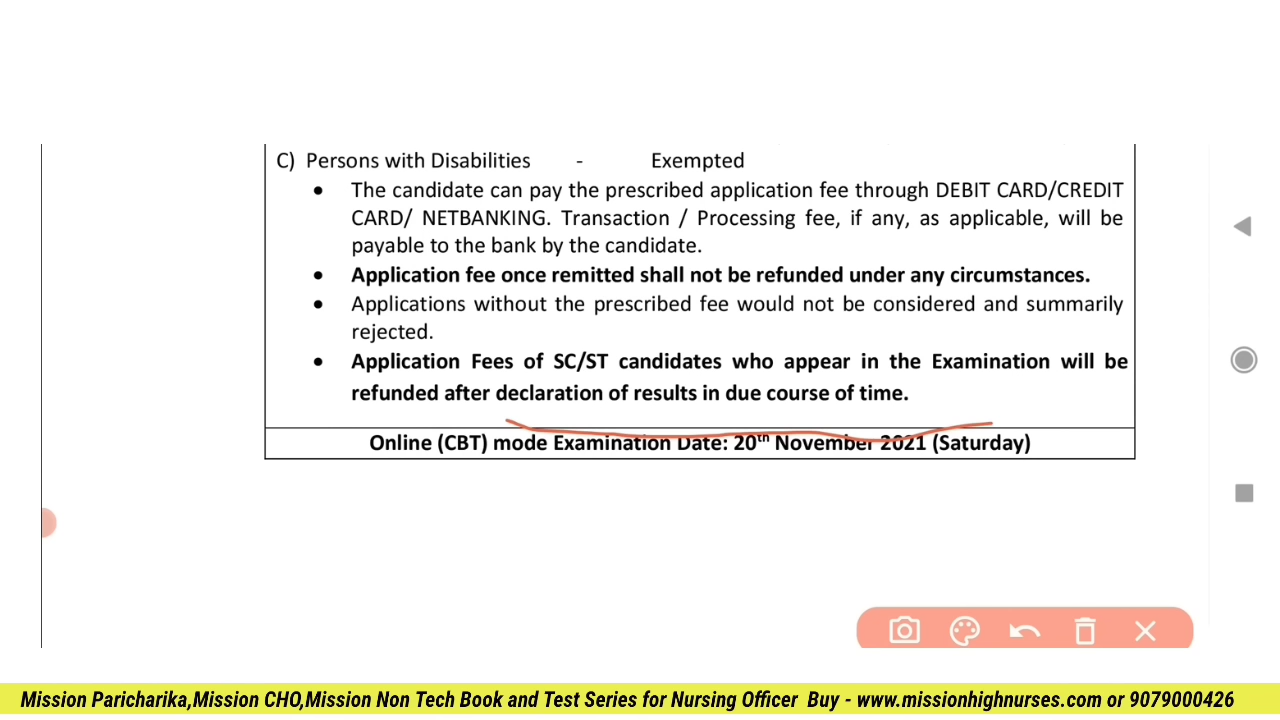 C) Persons with Disabilities - Exempted
• The candidate can pay the prescribed application fee through DEBIT CARD/CREDIT
CARD/ NETBANKING. Transaction / Processing fee, if any, as applicable, will be
payable to the bank by the candidate.
• Application fee once remitted shall not be refunded under any circumstances.
• Applications without the prescribed fee would not be considered and summarily
rejected.
• Application Fees of SC/ST candidates who appear in the Examination will be
refunded after declaration of results in due course of time.
Online (CBT) mode Examination Date: 20th November 2021 (Saturday)
Mission Paricharika,Mission CHO,Mission Non Tech Book and Test Series for Nursing Officer Buy - www.missionhighnurses.com or 9079000426